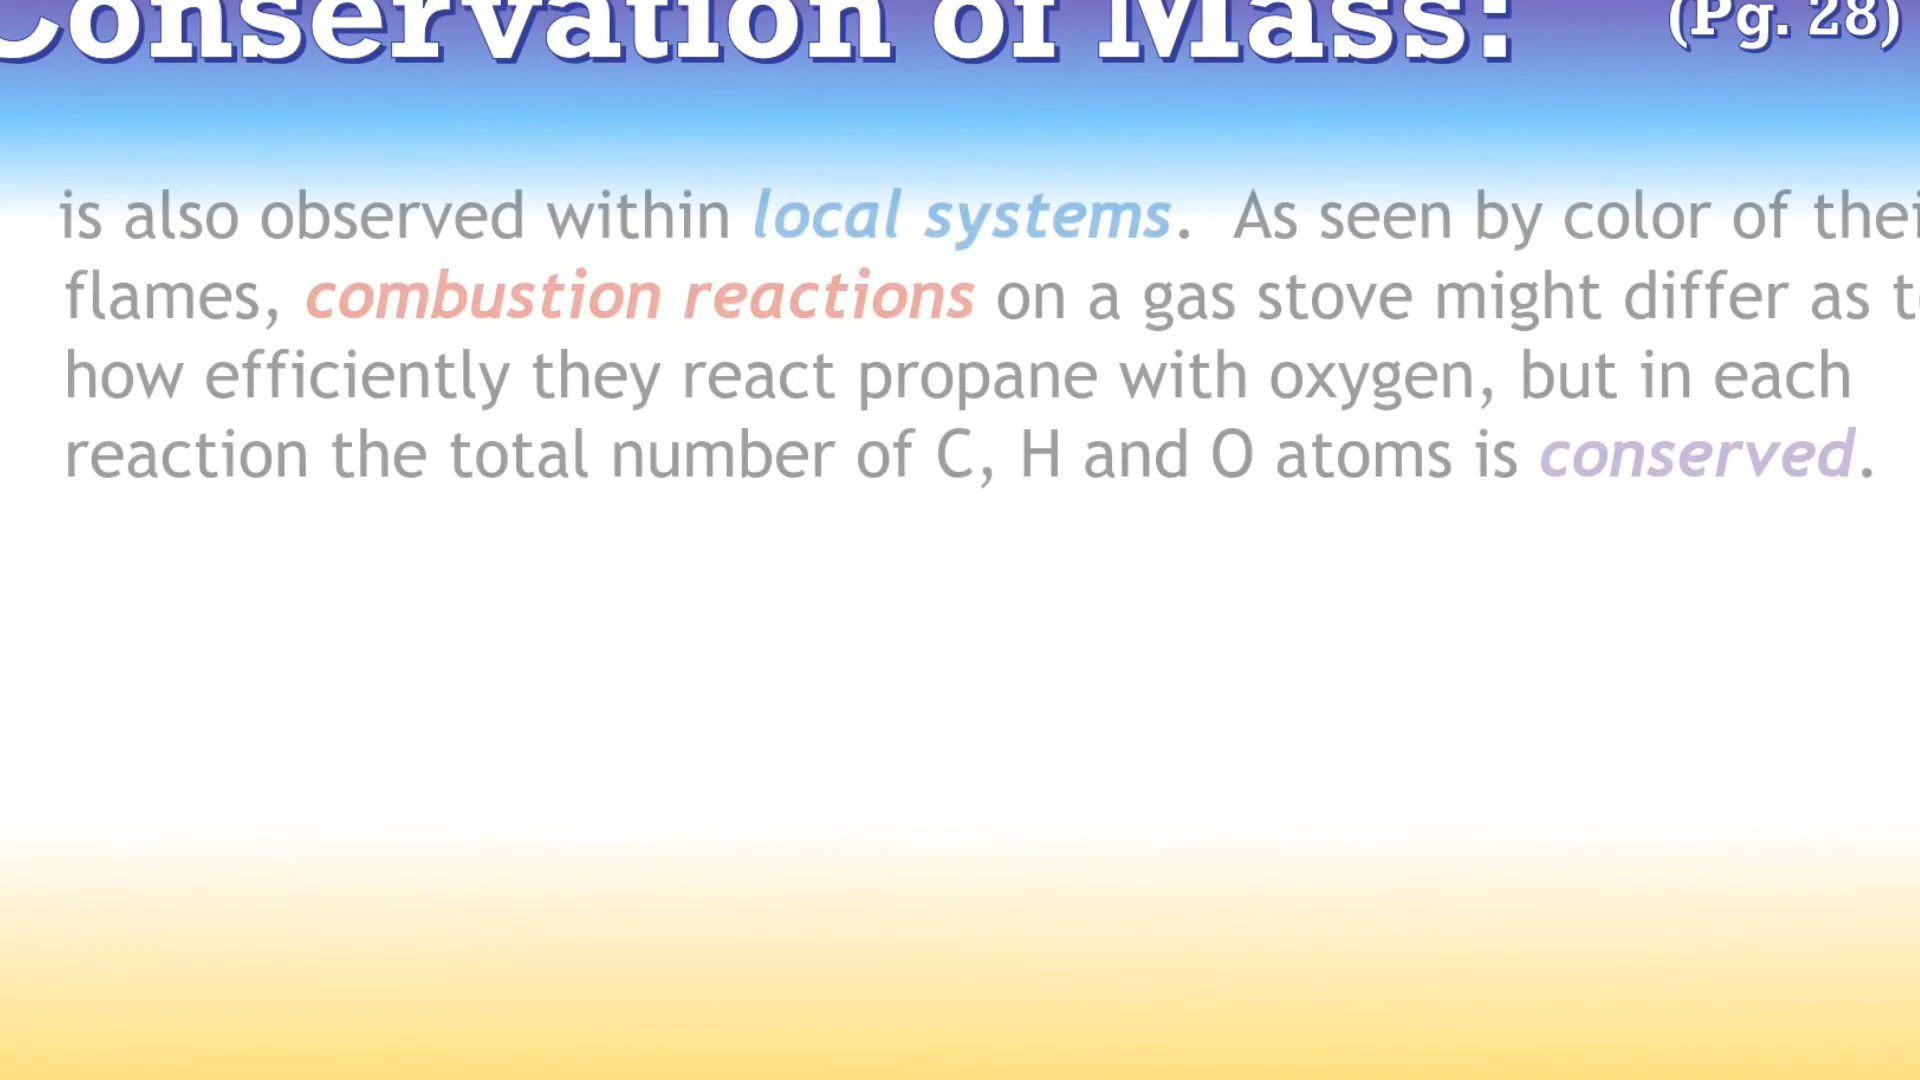 Conservation of Mass:
(Pg. 28)
is also observed within local systems. As seen by color of thei
flames, combustion reactions on a gas stove might differ as t
how efficiently they react propane with oxygen, but in each
reaction the total number of C, H and O atoms is conserved.